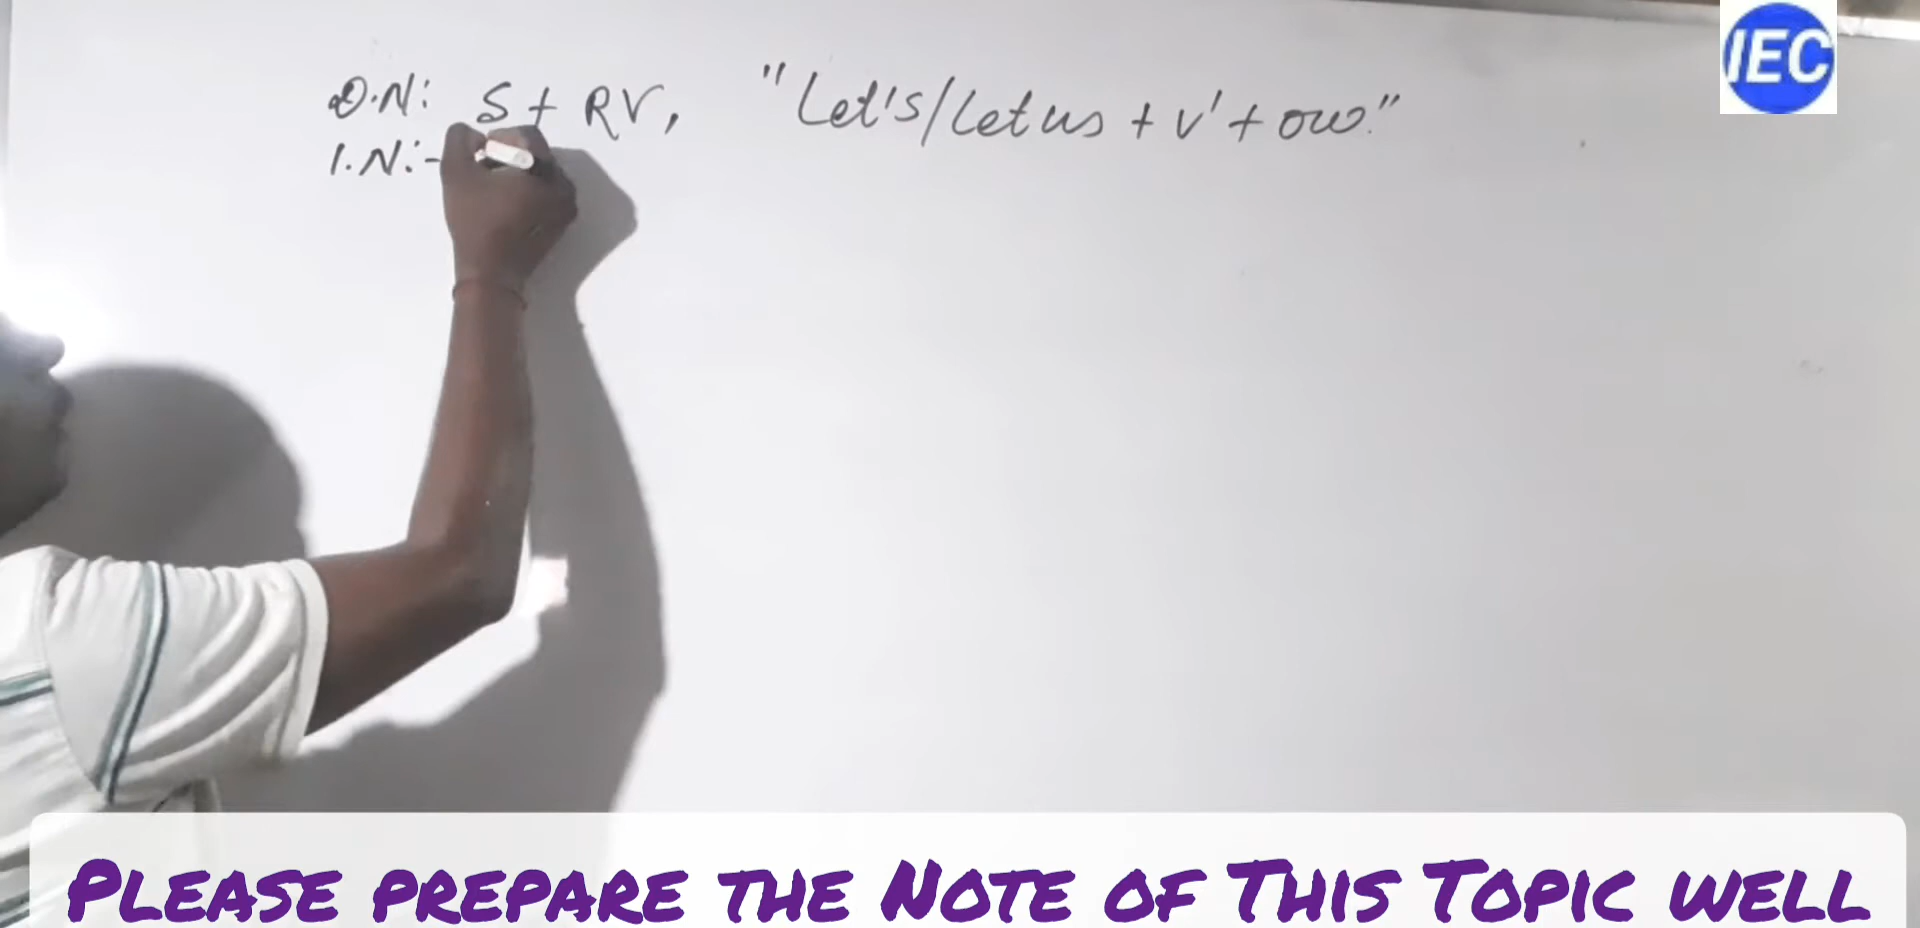 IEC
D.N: S + RV, "Let's/Let us + V' + ow."
I.N:-
PLEASE PREPARE THE NOTE OF THIS TOPIC WELL